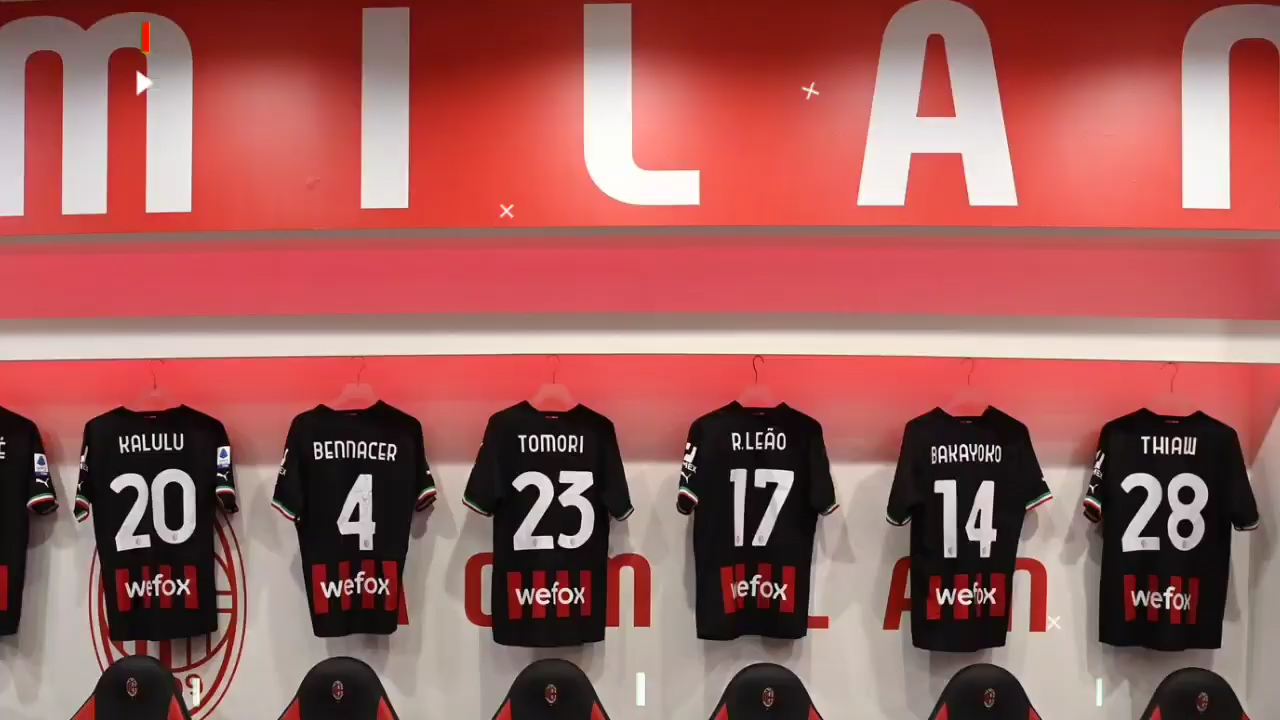 MILAN
KALULU
20
wefox
BENNACER
4
wefox
TOMORI
23
wefox
R.LEÃO
17
wefox
BAKAYOKO
14
wefox
THIAW
28
wefox